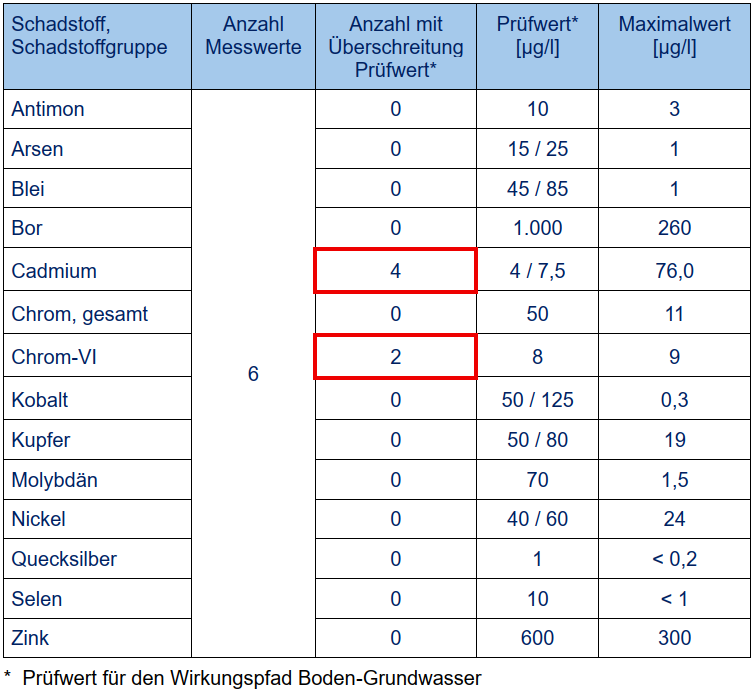 Schadstoff, Schadstoffgruppe | Anzahl Messwerte | Anzahl mit Überschreitung Prüfwert* | Prüfwert* [µg/l] | Maximalwert [µg/l]
Antimon 0 10 3
Arsen 0 15 / 25 1
Blei 0 45 / 85 1
Bor 0 1.000 260
Cadmium 4 4 / 7,5 76,0
Chrom, gesamt 0 50 11
Chrom-VI 2 8 9
6
Kobalt 0 50 / 125 0,3
Kupfer 0 50 / 80 19
Molybdän 0 70 1,5
Nickel 0 40 / 60 24
Quecksilber 0 1 < 0,2
Selen 0 10 < 1
Zink 0 600 300
* Prüfwert für den Wirkungspfad Boden-Grundwasser